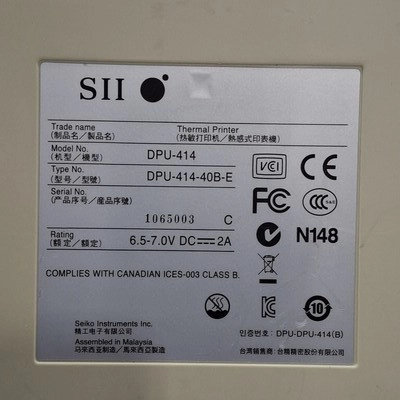 SII
Trade name
(制品名／製品名)
Thermal Printer
(热敏打印机／熱感式印表機)
Model No.
(机型／機型)
DPU-414
Type No.
(型号／型號)
DPU-414-40B-E
Serial No.
(产品序号／産品序號)
1065003 C
Rating
(额定／額定)
6.5-7.0V DC 2A
VCI
CE
FC
CCC
N148
COMPLIES WITH CANADIAN ICES-003 CLASS B.
10
Seiko Instruments Inc.
精工电子有限公司
Assembled in Malaysia
马来西亚制造／馬來西亞製造
인증번호: DPU-DPU-414(B)
台灣銷售商: 台精精密股份有限公司